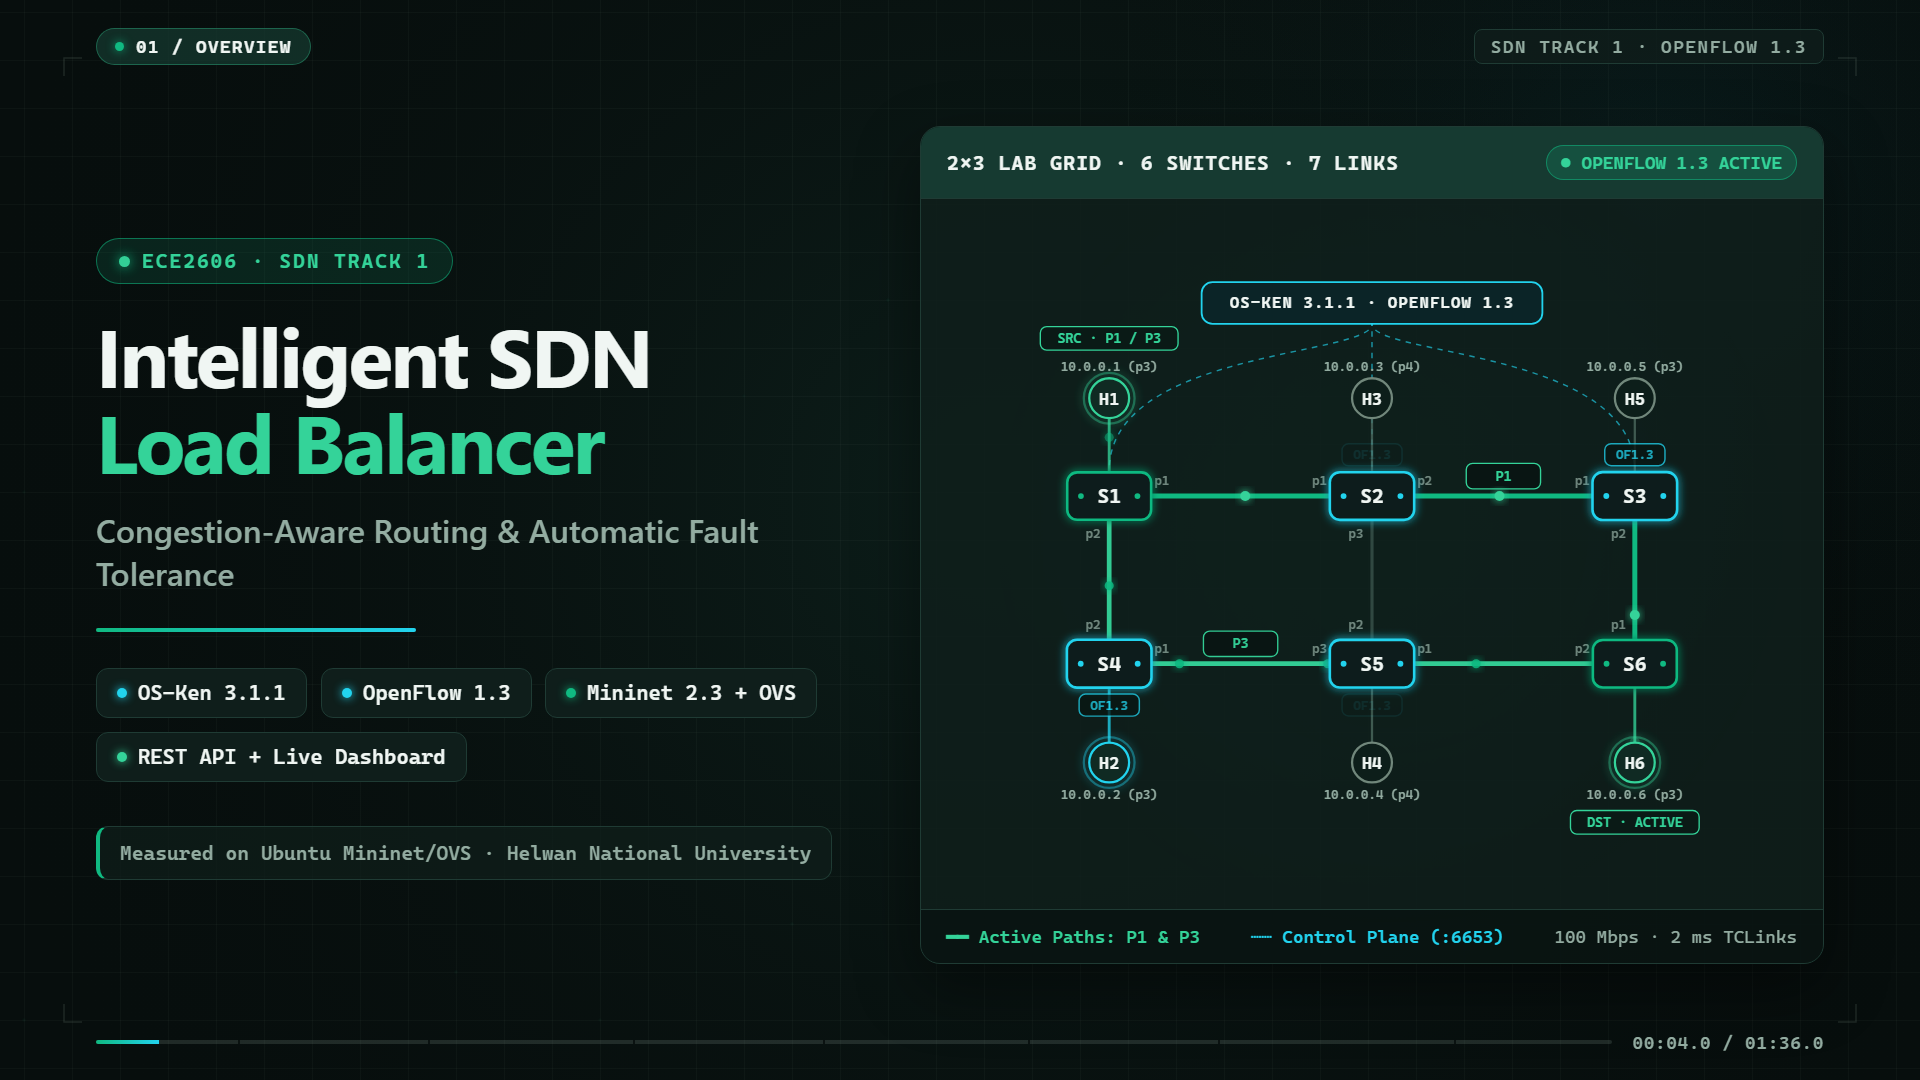 01 / OVERVIEW
SDN TRACK 1 · OPENFLOW 1.3
ECE2606 · SDN TRACK 1
Intelligent SDN
Load Balancer
Congestion-Aware Routing & Automatic Fault
Tolerance
OS-Ken 3.1.1
OpenFlow 1.3
Mininet 2.3 + OVS
REST API + Live Dashboard
Measured on Ubuntu Mininet/OVS · Helwan National University
2×3 LAB GRID · 6 SWITCHES · 7 LINKS
OPENFLOW 1.3 ACTIVE
OS-KEN 3.1.1 · OPENFLOW 1.3
SRC · P1 / P3
10.0.0.1 (p3)
10.0.0.3 (p4)
10.0.0.5 (p3)
H1
H3
H5
OF1.3
OF1.3
P1
p1
p1
p2
p1
S1
S2
S3
p2
p3
p2
p2
p2
p1
P3
p1
p3
p1
p2
S4
S5
S6
OF1.3
OF1.3
H2
H4
H6
10.0.0.2 (p3)
10.0.0.4 (p4)
10.0.0.6 (p3)
DST · ACTIVE
Active Paths: P1 & P3
Control Plane (:6653)
100 Mbps · 2 ms TCLinks
00:04.0 / 01:36.0